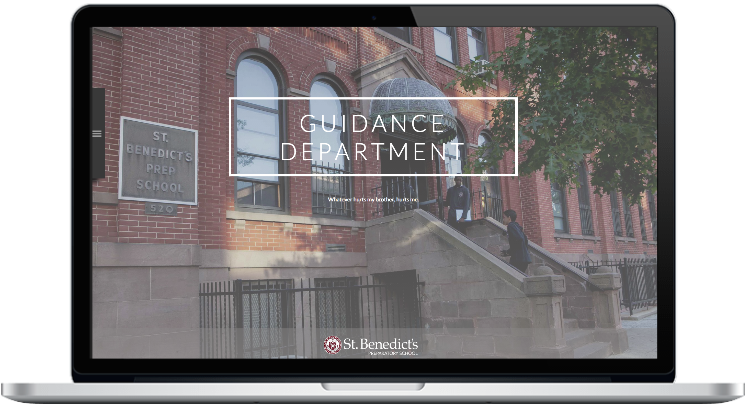 GUIDANCE
DEPARTMENT
ST.
BENEDICT'S
PREP
SCHOOL
520
Whatever hurts my brother, hurts me.
St. Benedict's
PREPARATORY SCHOOL